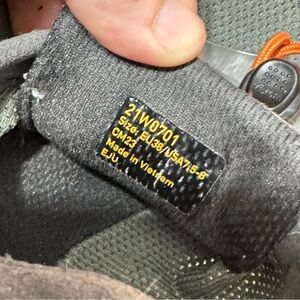 21W0701
Size: EU38/USA7.5-8
CM23
Made in Vietnam
EJU